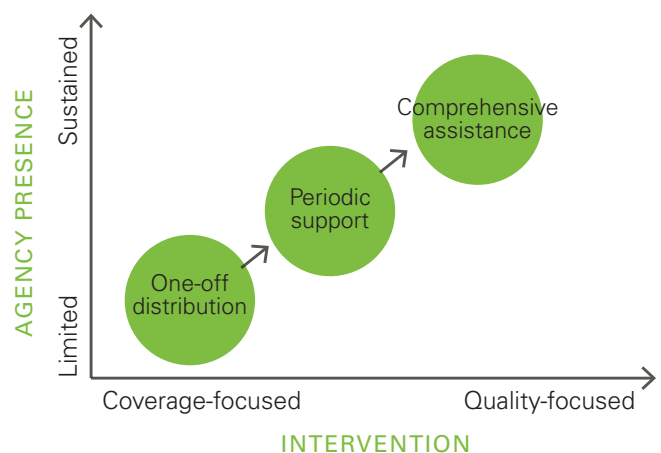 AGENCY PRESENCE
Sustained
Limited
Comprehensive
assistance
Periodic
support
One-off
distribution
Coverage-focused
Quality-focused
INTERVENTION